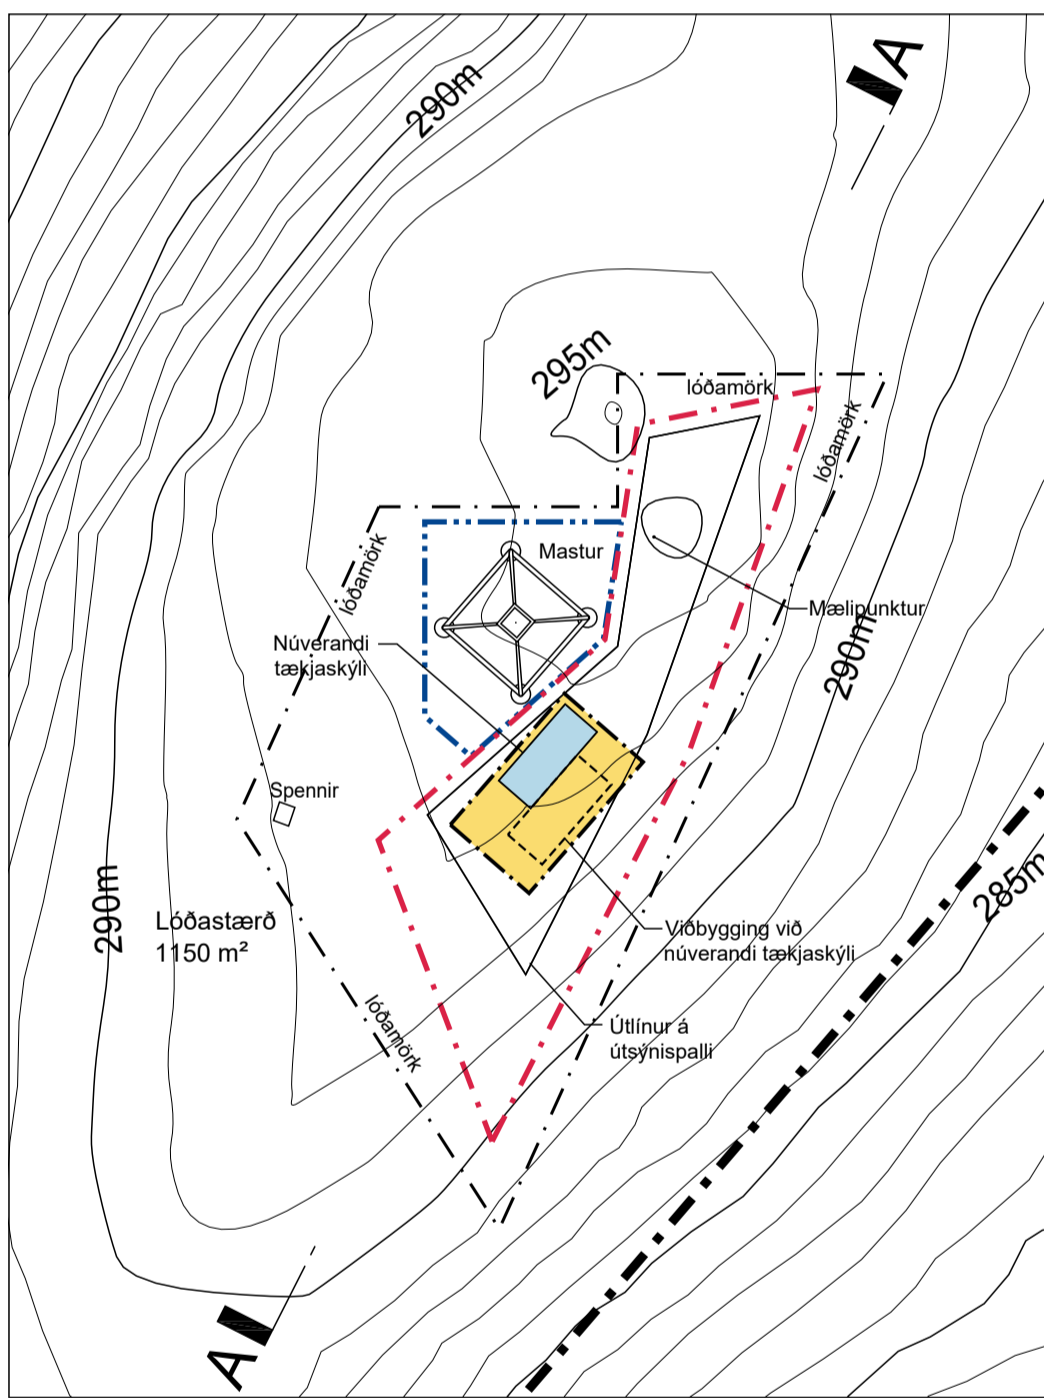 A
290m
295m
lóðamörk
lóðamörk
Mastur
lóðamörk
Mælipunktur
Núverandi
tækjaskýli
290m
Spennir
285m
290m
Lóðastærð
1150 m²
Viðbygging við
núverandi tækjaskýli
lóðamörk
Útlínur á
útsýnispalli
A